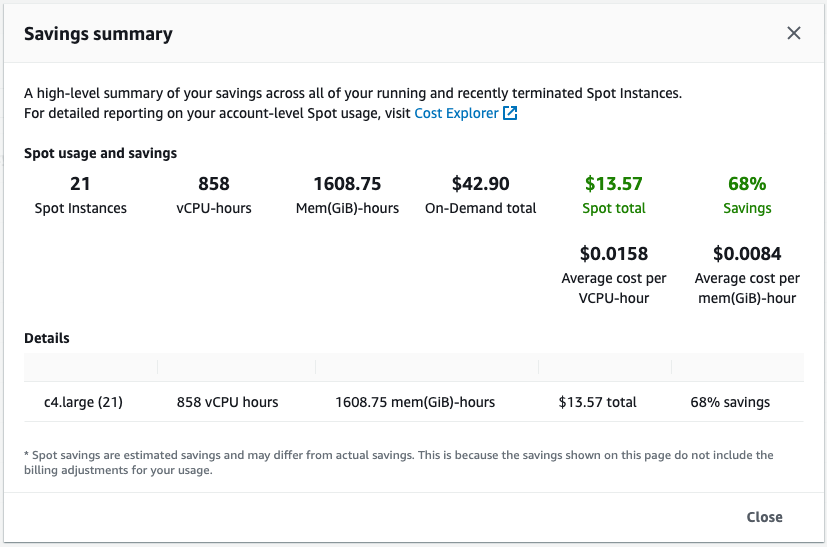 Savings summary
A high-level summary of your savings across all of your running and recently terminated Spot Instances.
For detailed reporting on your account-level Spot usage, visit Cost Explorer
Spot usage and savings
21 858 1608.75 $42.90 $13.57 68%
Spot Instances vCPU-hours Mem(GiB)-hours On-Demand total Spot total Savings
$0.0158 $0.0084
Average cost per Average cost per
VCPU-hour mem(GiB)-hour
Details
c4.large (21) 858 vCPU hours 1608.75 mem(GiB)-hours $13.57 total 68% savings
* Spot savings are estimated savings and may differ from actual savings. This is because the savings shown on this page do not include the
billing adjustments for your usage.
Close